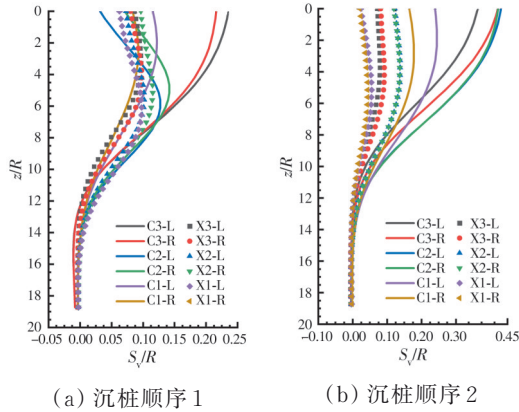 (a)
0
2
4
6
8
10
12
14
16
18
20
z/R
C3-L
X3-L
C3-R
X3-R
C2-L
X2-L
C2-R
X2-R
C1-L
X1-L
C1-R
X1-R
-0.05 0.00 0.05 0.10 0.15 0.20 0.25
Sᵥ/R
(a) 沉桩顺序1
(b)
0
2
4
6
8
10
12
14
16
18
20
z/R
C3-L
X3-L
C3-R
X3-R
C2-L
X2-L
C2-R
X2-R
C1-L
X1-L
C1-R
X1-R
-0.10 0.00 0.15 0.30 0.45
Sᵥ/R
(b) 沉桩顺序2